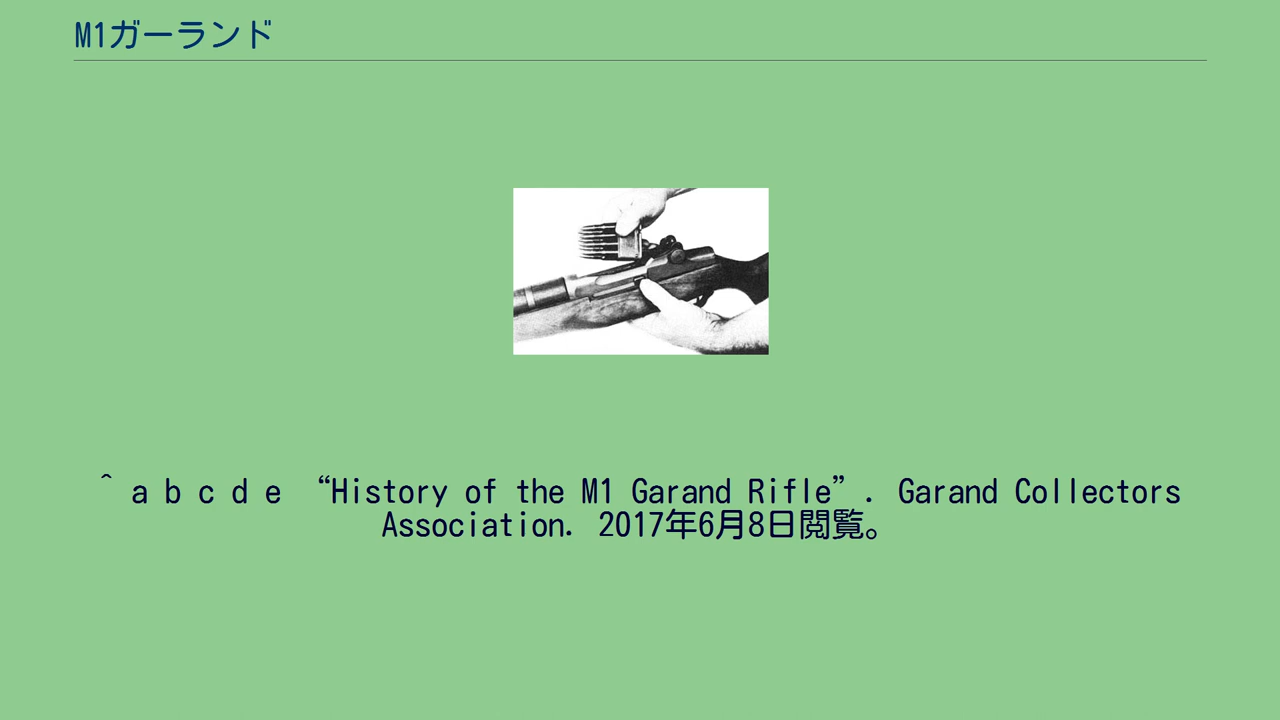 M1ガーランド
^ a b c d e “History of the M1 Garand Rifle”. Garand Collectors
Association. 2017年6月8日閲覧。